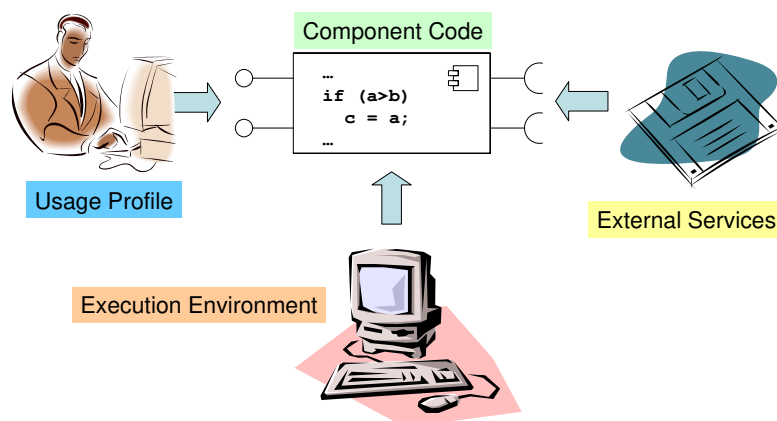 Component Code
…
if (a>b)
c = a;
…
Usage Profile
External Services
Execution Environment